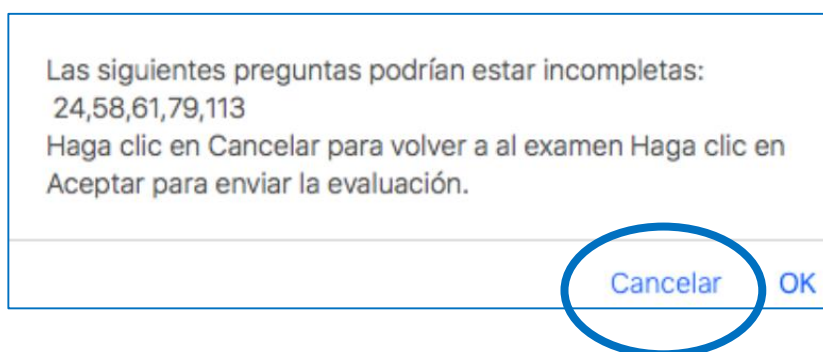 Las siguientes preguntas podrían estar incompletas:
24,58,61,79,113
Haga clic en Cancelar para volver a al examen Haga clic en
Aceptar para enviar la evaluación.
Cancelar OK